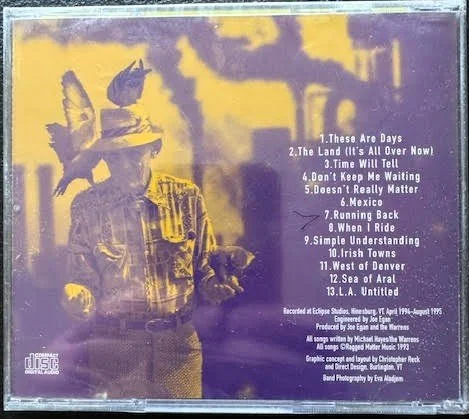 1.These Are Days
2.The Land (It's All Over Now)
3.Time Will Tell
4.Don't Keep Me Waiting
5.Doesn't Really Matter
6.Mexico
7.Running Back
8.When I Ride
9.Simple Understanding
10.Irish Towns
11.West of Denver
12.Sea of Aral
13.L.A. Untitled
Recorded at Eclipse Studios, Hinesburg, VT, April 1994-August 1995
Engineered by Joe Egan
Produced by Joe Egan and the Warrens
All songs written by Michael Hayes/the Warrens
All songs ©Ragged Matter Music 1993
Graphic concept and layout by Christopher Reck
and Direct Design, Burlington, VT
Band Photography by Eva Aladjem
COMPACT
disc
DIGITAL AUDIO